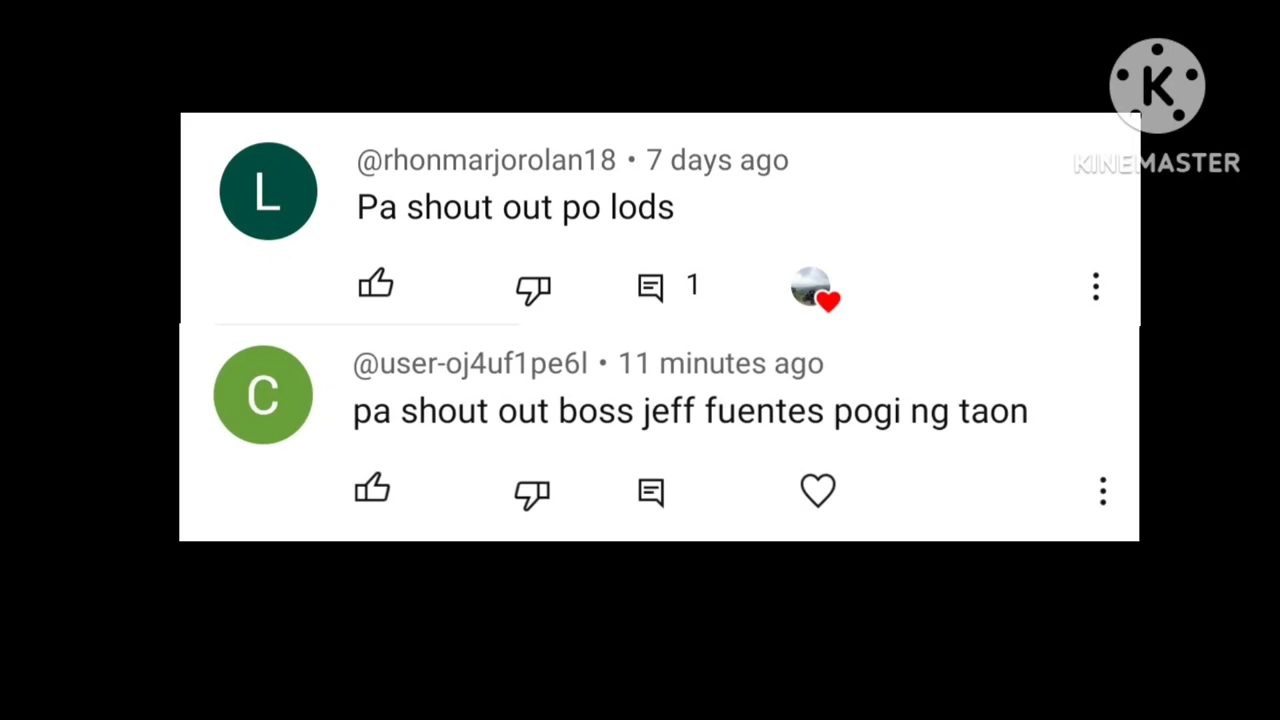 K
KINEMASTER
L
@rhonmarjorolan18 • 7 days ago
Pa shout out po lods
1
C
@user-oj4uf1pe6l • 11 minutes ago
pa shout out boss jeff fuentes pogi ng taon